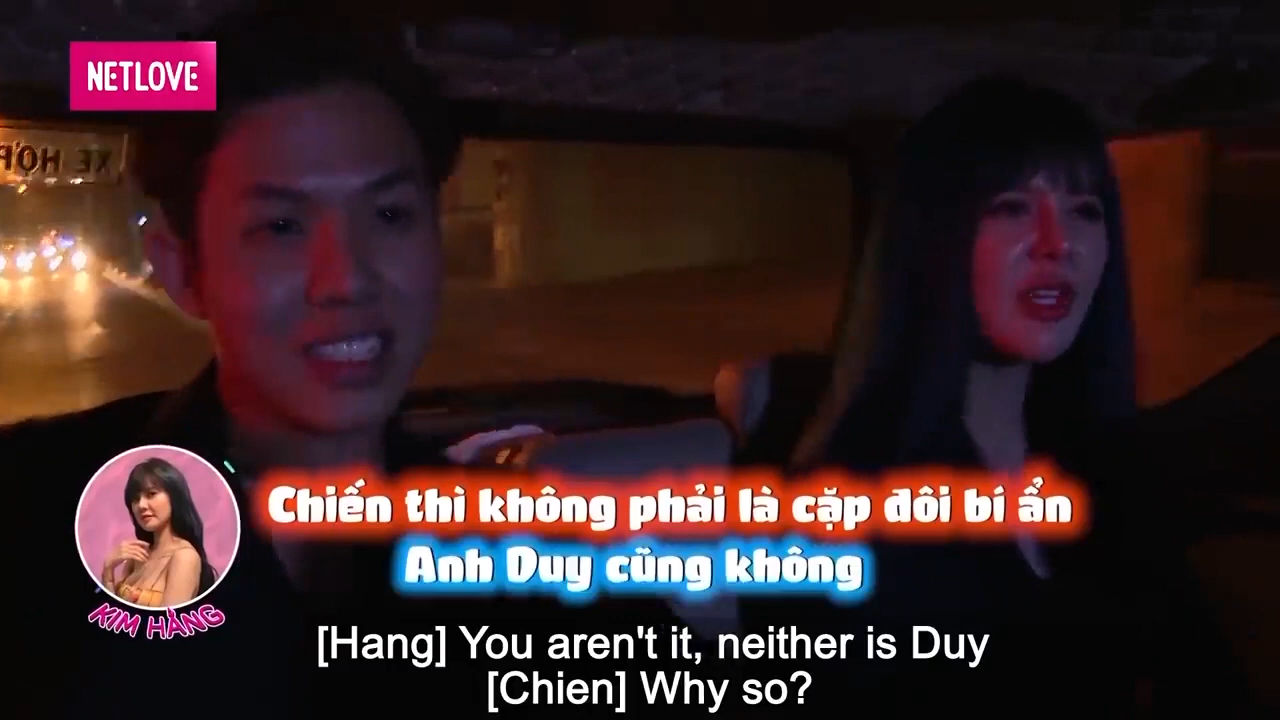 NETLOVE
XE HỢP
Chiến thì không phải là cặp đôi bí ẩn
Anh Duy cũng không
KIM HẰNG
[Hang] You aren't it, neither is Duy
[Chien] Why so?